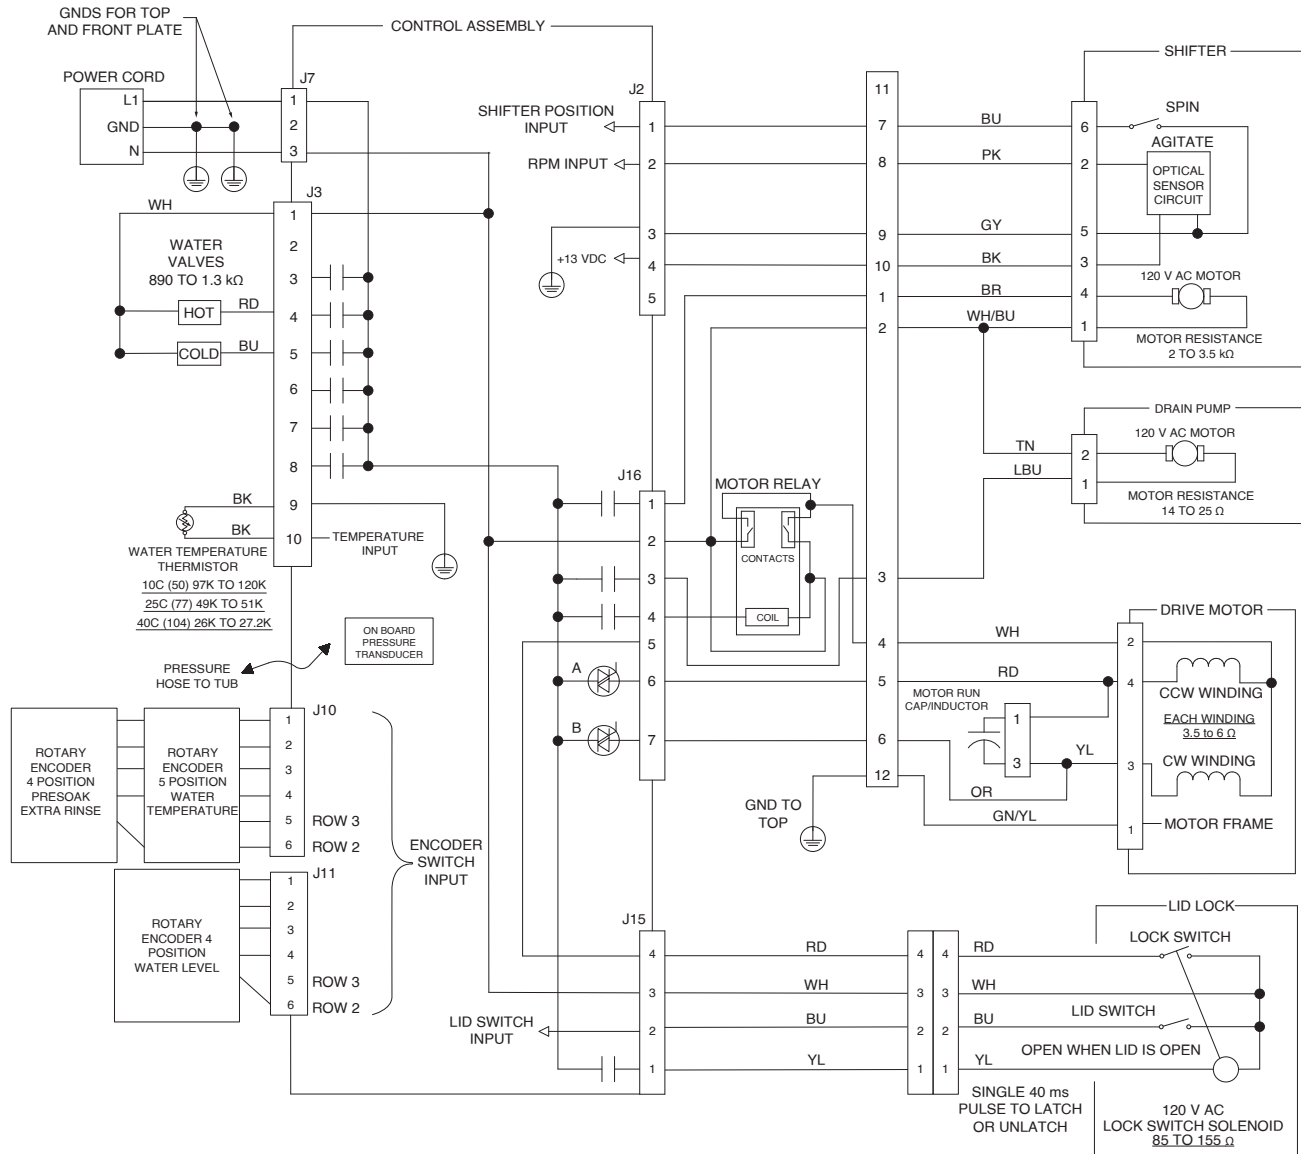 GNDS FOR TOP
AND FRONT PLATE
CONTROL ASSEMBLY
SHIFTER
POWER CORD
L1
GND
N
J7
1
2
3
J2
SHIFTER POSITION
INPUT
1
RPM INPUT
2
3
+13 VDC
4
5
11
7
8
9
10
1
2
3
4
5
6
12
BU
PK
GY
BK
BR
WH/BU
6
2
5
3
4
1
SPIN
AGITATE
OPTICAL
SENSOR
CIRCUIT
120 V AC MOTOR
MOTOR RESISTANCE
2 TO 3.5 kΩ
J3
WH
1
2
3
4
5
6
7
8
9
10
WATER
VALVES
890 TO 1.3 kΩ
HOT
RD
COLD
BU
BK
BK
TEMPERATURE
INPUT
WATER TEMPERATURE
THERMISTOR
10C (50) 97K TO 120K
25C (77) 49K TO 51K
40C (104) 26K TO 27.2K
DRAIN PUMP
120 V AC MOTOR
TN
2
LBU
1
MOTOR RESISTANCE
14 TO 25 Ω
J16
1
2
3
4
5
6
7
MOTOR RELAY
CONTACTS
COIL
A
B
ON BOARD
PRESSURE
TRANSDUCER
PRESSURE
HOSE TO TUB
DRIVE MOTOR
WH
2
RD
4
CCW WINDING
MOTOR RUN
CAP/INDUCTOR
1
3
EACH WINDING
3.5 to 6 Ω
YL
3
CW WINDING
OR
GN/YL
1
MOTOR FRAME
GND TO
TOP
ROTARY
ENCODER
4 POSITION
PRESOAK
EXTRA RINSE
ROTARY
ENCODER
5 POSITION
WATER
TEMPERATURE
J10
1
2
3
4
5
6
ROW 3
ROW 2
ENCODER
SWITCH
INPUT
J11
ROTARY
ENCODER 4
POSITION
WATER LEVEL
1
2
3
4
5
6
ROW 3
ROW 2
J15
4
3
2
1
LID SWITCH
INPUT
RD
WH
BU
YL
4
3
2
1
4
3
2
1
RD
WH
BU
YL
LID LOCK
LOCK SWITCH
LID SWITCH
OPEN WHEN LID IS OPEN
SINGLE 40 ms
PULSE TO LATCH
OR UNLATCH
120 V AC
LOCK SWITCH SOLENOID
85 TO 155 Ω